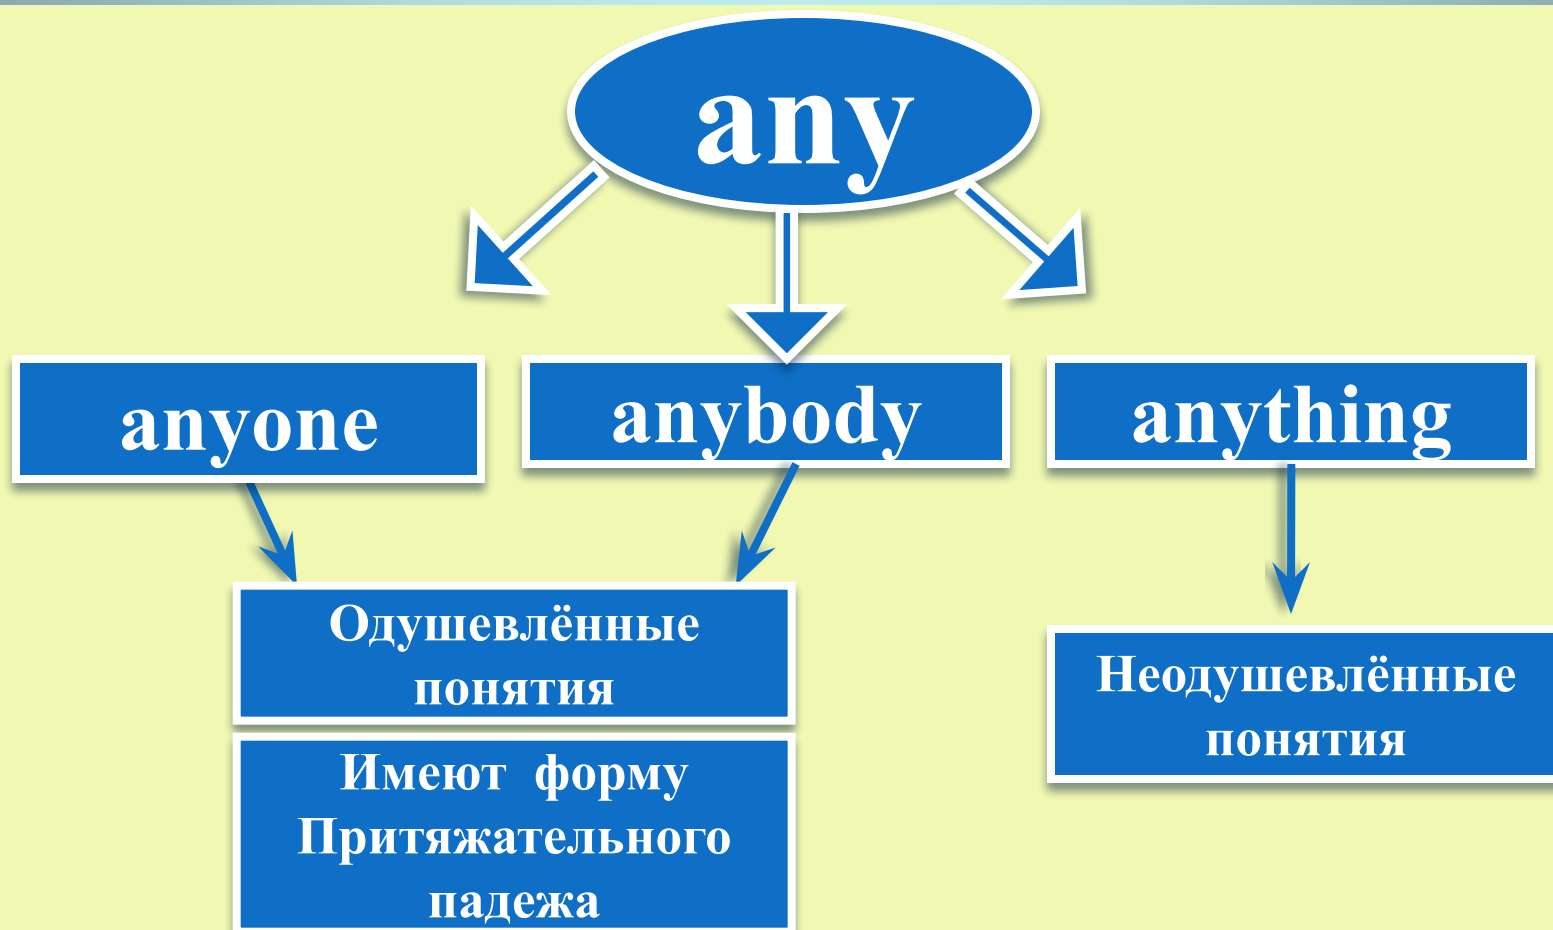 any
anyone
anybody
anything
Одушевлённые
понятия
Имеют форму
Притяжательного
падежа
Неодушевлённые
понятия